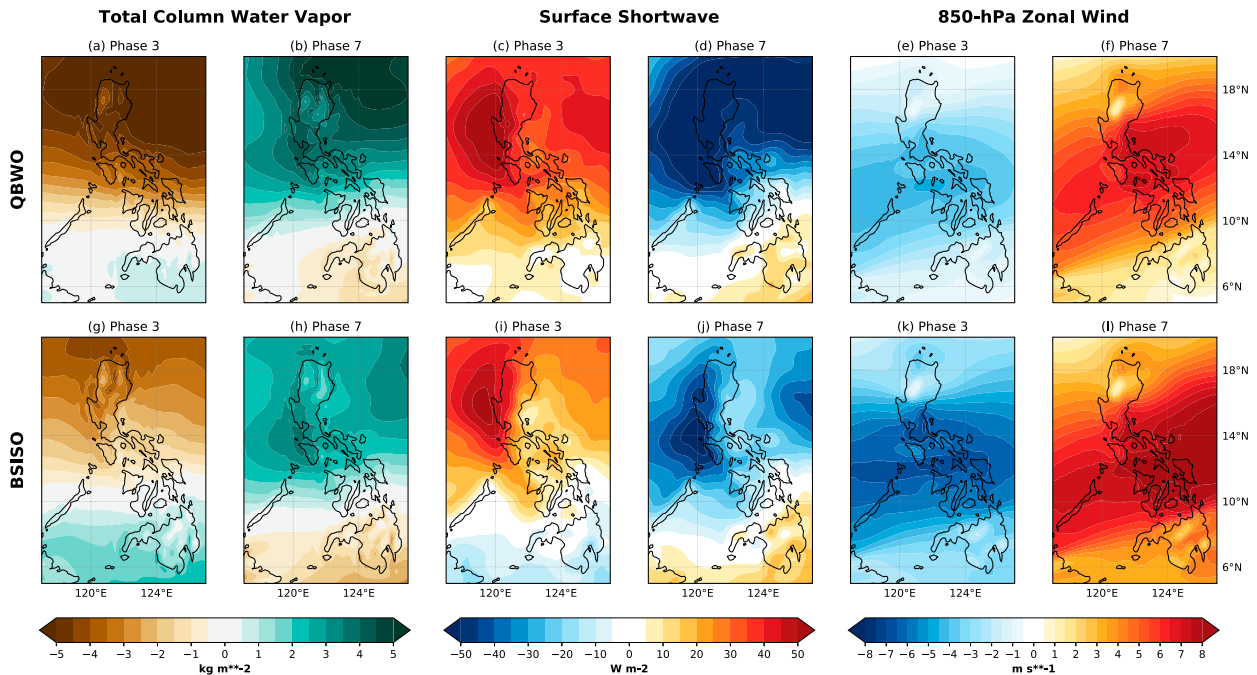 Total Column Water Vapor Surface Shortwave 850-hPa Zonal Wind
(a) Phase 3 (b) Phase 7 (c) Phase 3 (d) Phase 7 (e) Phase 3 (f) Phase 7
QBWO
18°N
14°N
10°N
6°N
(g) Phase 3 (h) Phase 7 (i) Phase 3 (j) Phase 7 (k) Phase 3 (l) Phase 7
BSIISO
18°N
14°N
10°N
6°N
120°E 124°E 120°E 124°E 120°E 124°E 120°E 124°E 120°E 124°E 120°E 124°E
−5 −4 −3 −2 −1 0 1 2 3 4 5 −50 −40 −30 −20 −10 0 10 20 30 40 50 −8 −7 −6 −5 −4 −3 −2 −1 0 1 2 3 4 5 6 7 8
kg m**-2 W m-2 m s**-1